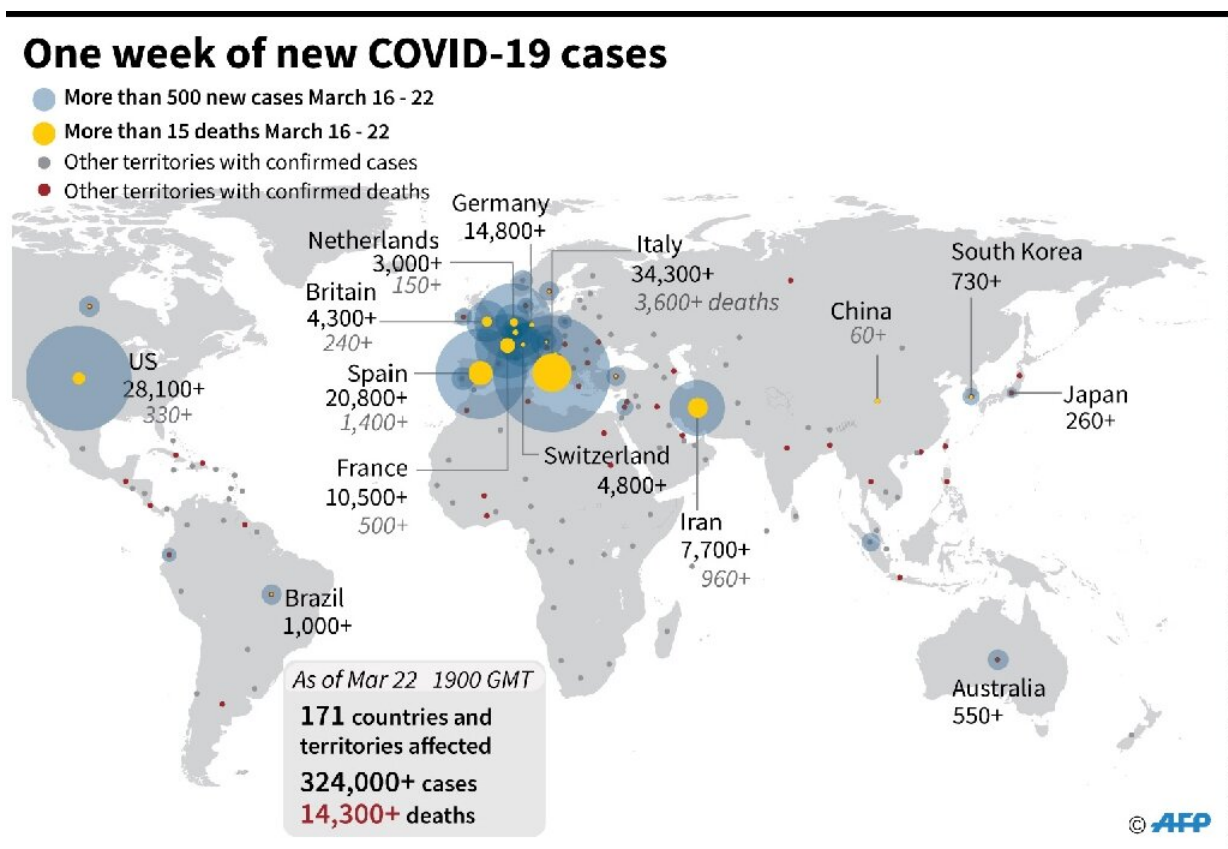 One week of new COVID-19 cases
More than 500 new cases March 16 - 22
More than 15 deaths March 16 - 22
Other territories with confirmed cases
Other territories with confirmed deaths
Germany
14,800+
Netherlands
3,000+
150+
Italy
34,300+
3,600+ deaths
South Korea
730+
Britain
4,300+
240+
China
60+
US
28,100+
330+
Spain
20,800+
1,400+
Japan
260+
France
10,500+
500+
Switzerland
4,800+
Iran
7,700+
960+
Brazil
1,000+
Australia
550+
As of Mar 22 1900 GMT
171 countries and
territories affected
324,000+ cases
14,300+ deaths
© AFP